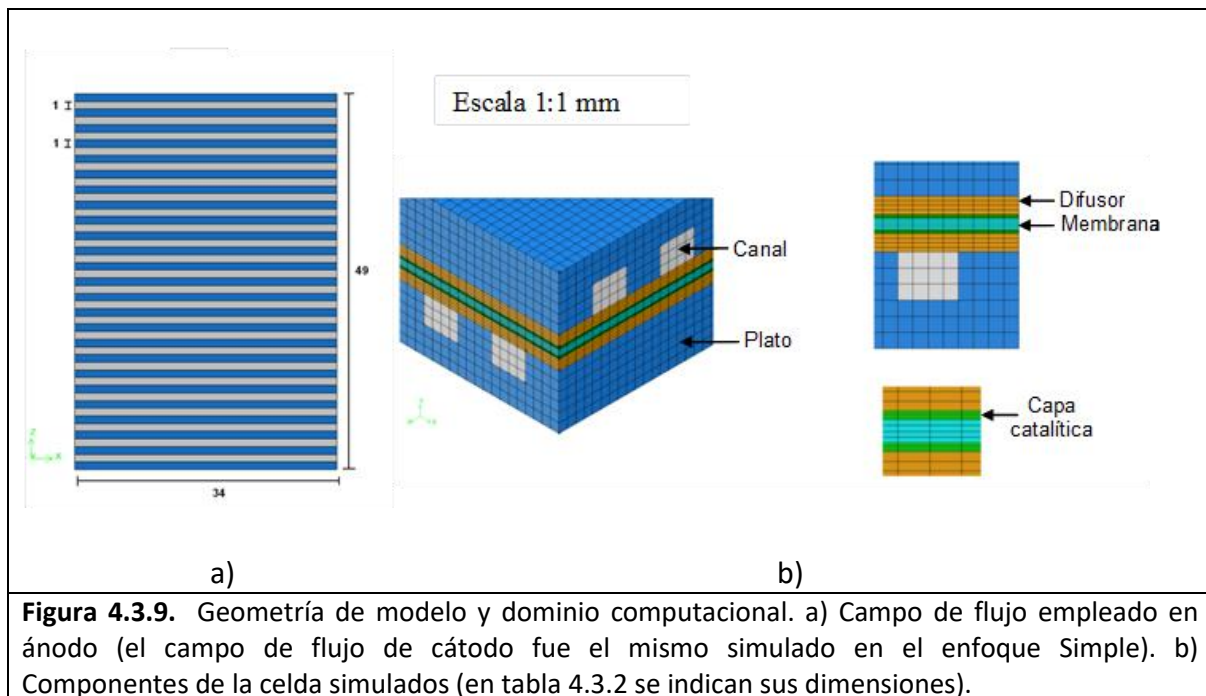 Escala 1:1 mm
1
1
49
34
Canal
Plato
Difusor
Membrana
Capa
catalítica
a)
b)
Figura 4.3.9. Geometría de modelo y dominio computacional. a) Campo de flujo empleado en
ánodo (el campo de flujo de cátodo fue el mismo simulado en el enfoque Simple). b)
Componentes de la celda simulados (en tabla 4.3.2 se indican sus dimensiones).